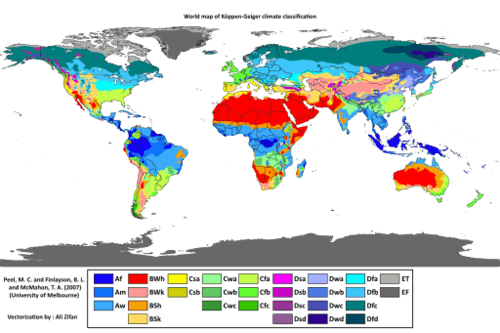 World map of Köppen-Geiger climate classification
Peel, M. C. and Finlayson, B. L.
and McMahon, T. A. (2007)
(University of Melbourne)
Vectorization by : Ali Zifan
Af BWh Csa Cwa Cfa Dsa Dwa Dfa ET
Am BWk Csb Cwb Cfb Dsb Dwb Dfb EF
Aw BSh Cwc Cfc Dsc Dwc Dfc
BSk Dsd Dwd Dfd